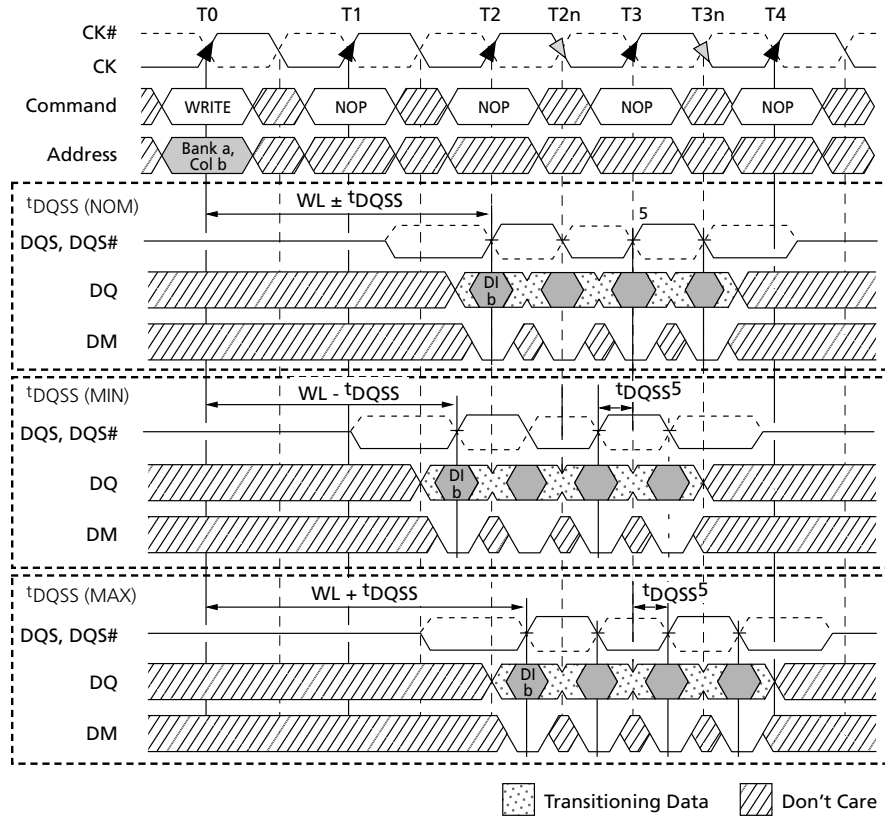 T0 T1 T2 T2n T3 T3n T4
CK#
CK
Command WRITE NOP NOP NOP NOP
Address Bank a, Col b
tDQSS (NOM) WL ± tDQSS
5
DQS, DQS#
DQ DI b
DM
tDQSS (MIN) WL - tDQSS tDQSS5
DQS, DQS#
DQ DI b
DM
tDQSS (MAX) WL + tDQSS tDQSS5
DQS, DQS#
DQ DI b
DM
Transitioning Data Don't Care